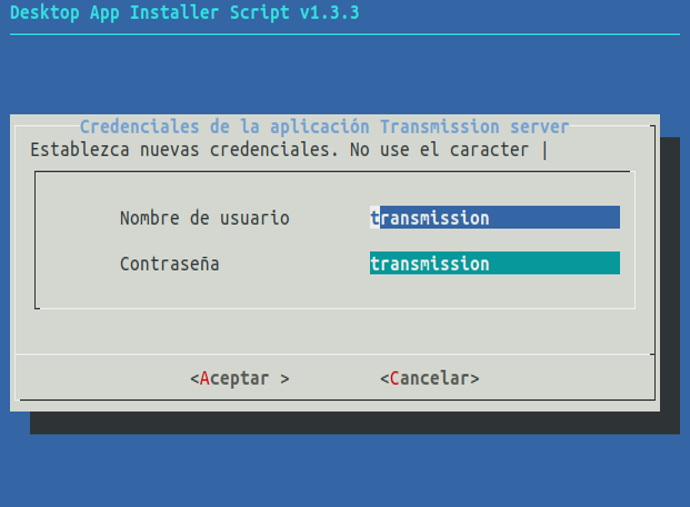 Desktop App Installer Script v1.3.3
Credenciales de la aplicación Transmission server
Establezca nuevas credenciales. No use el caracter |
Nombre de usuario transmission
Contraseña transmission
<Aceptar > <Cancelar>